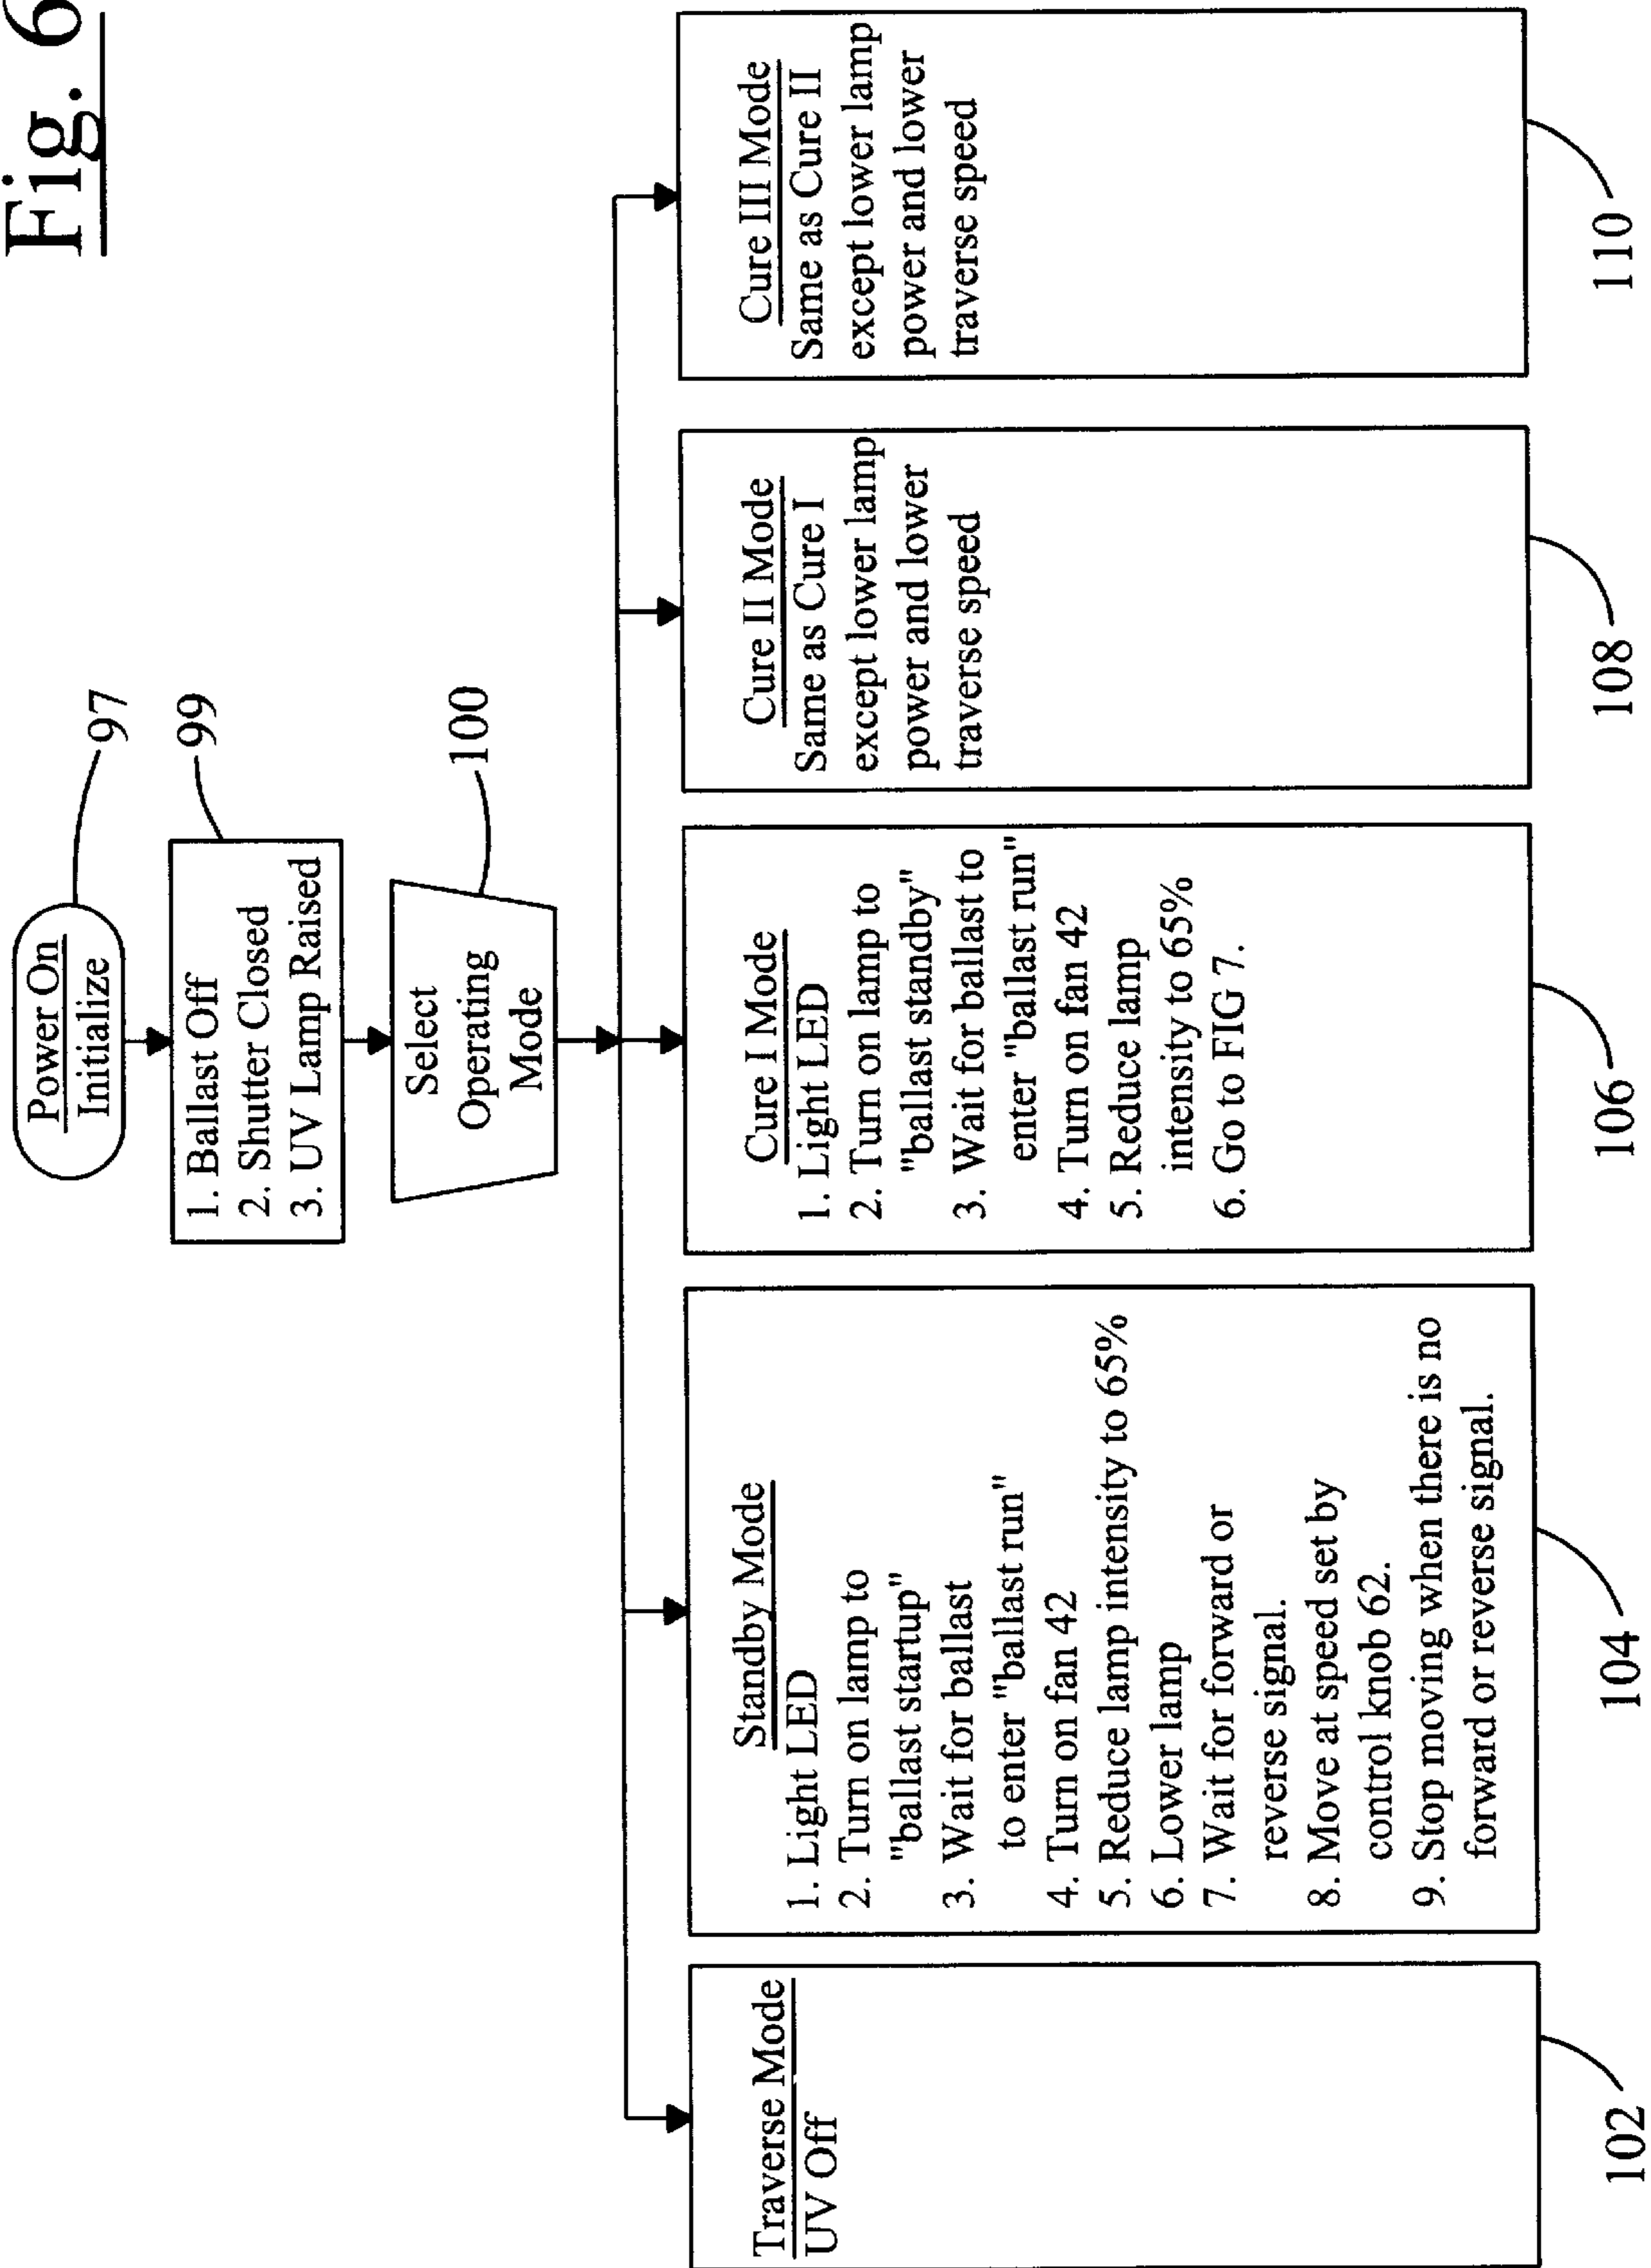 Fig. 6
Power On
Initialize
97
1. Ballast Off
2. Shutter Closed
3. UV Lamp Raised
99
Select
Operating
Mode
100
Traverse Mode
UV Off
102
Standby Mode
1. Light LED
2. Turn on lamp to
"ballast startup"
3. Wait for ballast
to enter "ballast run"
4. Turn on fan 42
5. Reduce lamp intensity to 65%
6. Lower lamp
7. Wait for forward or
reverse signal.
8. Move at speed set by
control knob 62.
9. Stop moving when there is no
forward or reverse signal.
104
Cure I Mode
1. Light LED
2. Turn on lamp to
"ballast standby"
3. Wait for ballast to
enter "ballast run"
4. Turn on fan 42
5. Reduce lamp
intensity to 65%
6. Go to FIG 7.
106
Cure II Mode
Same as Cure I
except lower lamp
power and lower
traverse speed
108
Cure III Mode
Same as Cure II
except lower lamp
power and lower
traverse speed
110